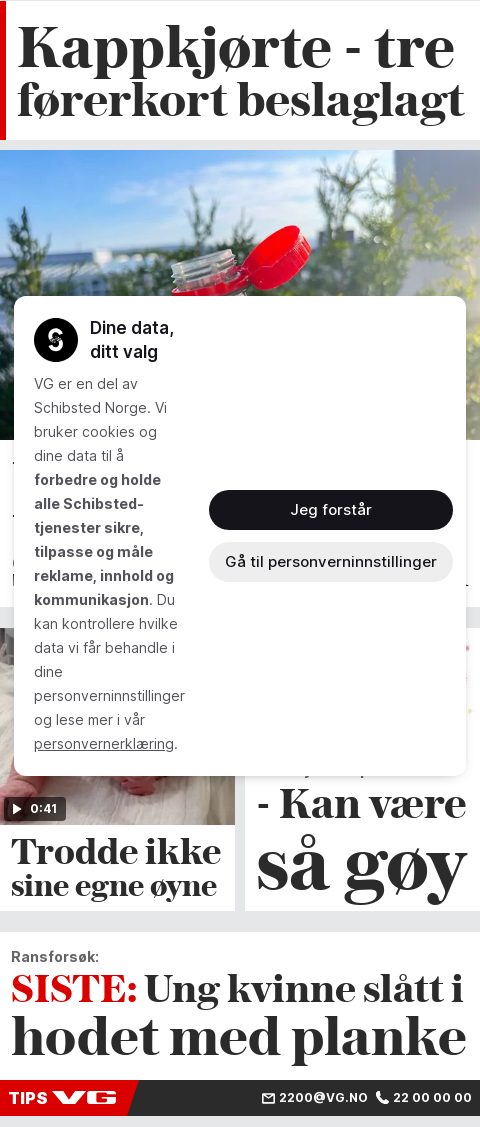 Kappkjørte - tre
førerkort beslaglagt
Dine data,
ditt valg
VG er en del av
Schibsted Norge. Vi
bruker cookies og
dine data til å
forbedre og holde
alle Schibsted-
tjenester sikre,
tilpasse og måle
reklame, innhold og
kommunikasjon. Du
kan kontrollere hvilke
data vi får behandle i
dine
personverninnstillinger
og lese mer i vår
personvernerklæring.
Jeg forstår
Gå til personverninnstillinger
0:41
Trodde ikke
sine egne øyne
- Kan være
så gøy
Ransforsøk:
SISTE: Ung kvinne slått i
hodet med planke
TIPS VG
2200@VG.NO 22 00 00 00